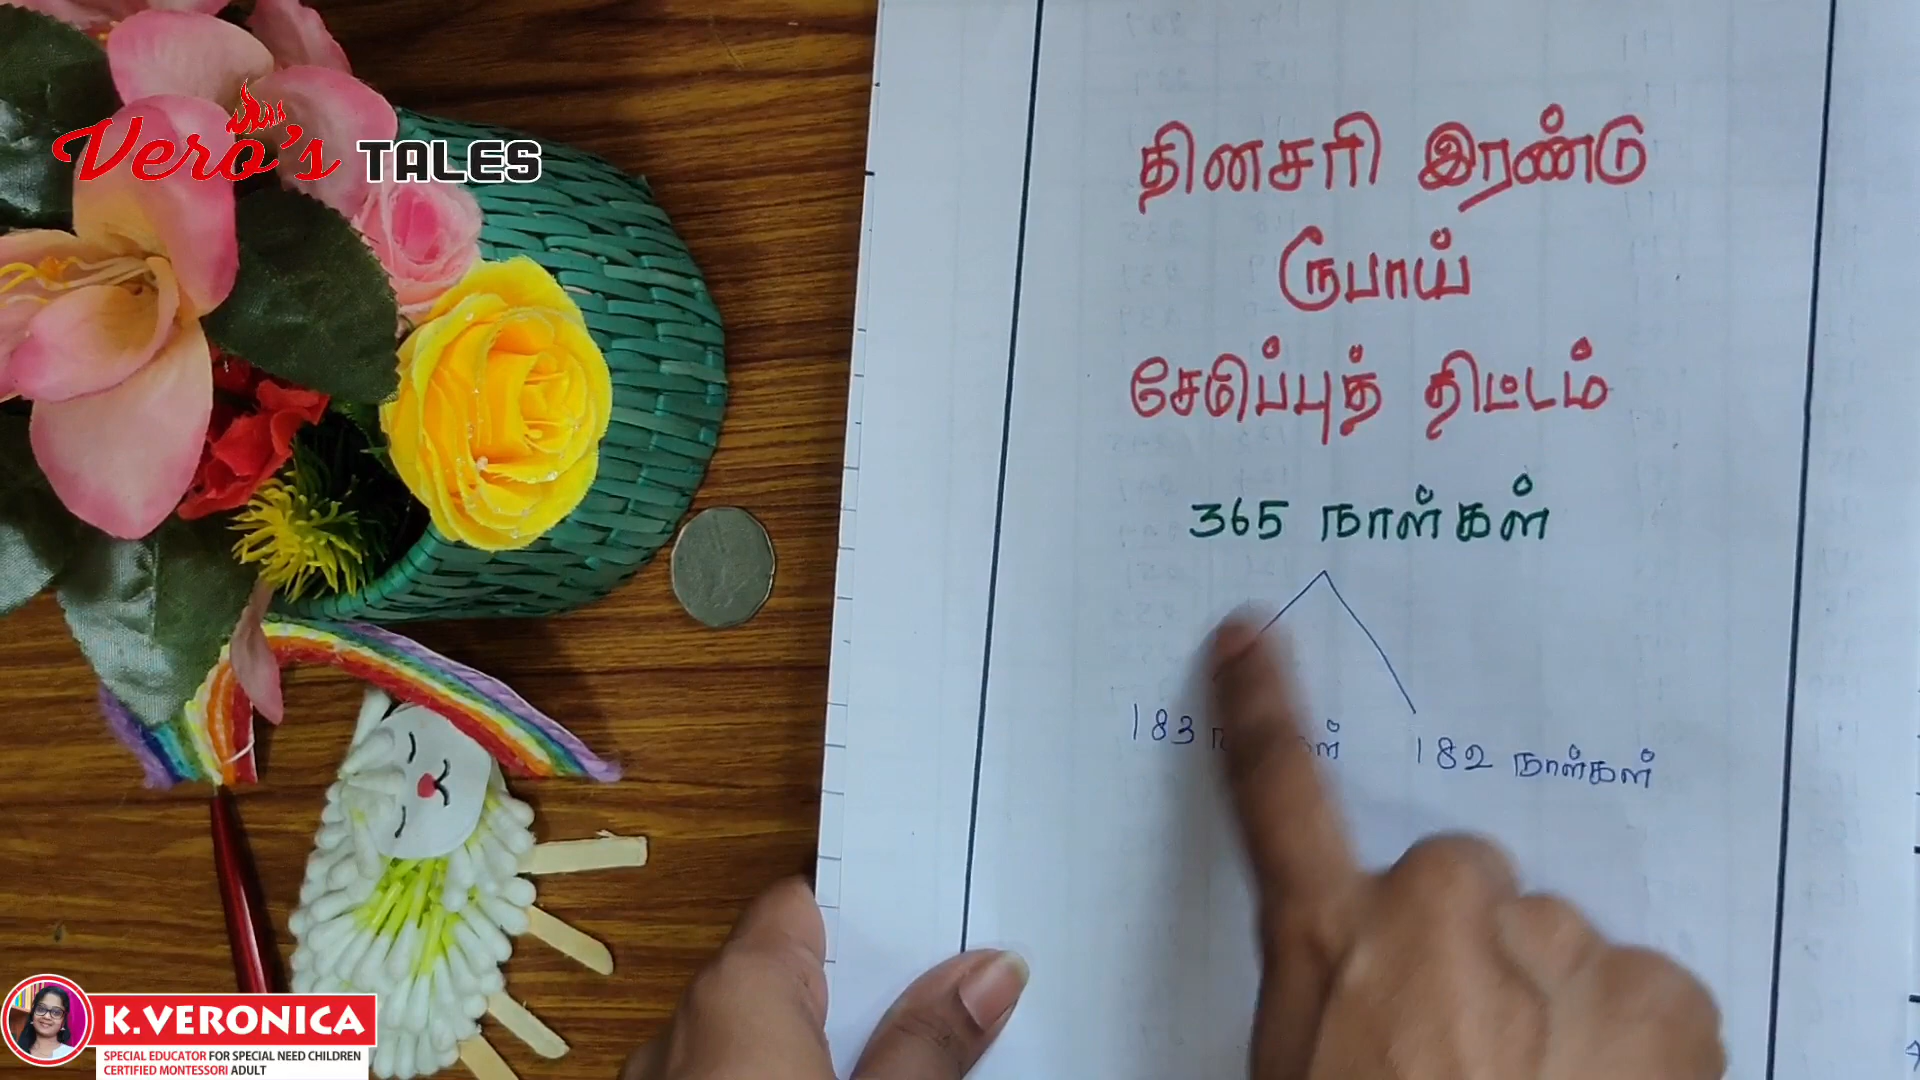 Vero's TALES
தினசரி இரண்டு
ரூபாய்
சேமிப்புத் திட்டம்
365 நாள்கள்
183
182 நாள்கள்
K.VERONICA
SPECIAL EDUCATOR FOR SPECIAL NEED CHILDREN
CERTIFIED MONTESSORI ADULT